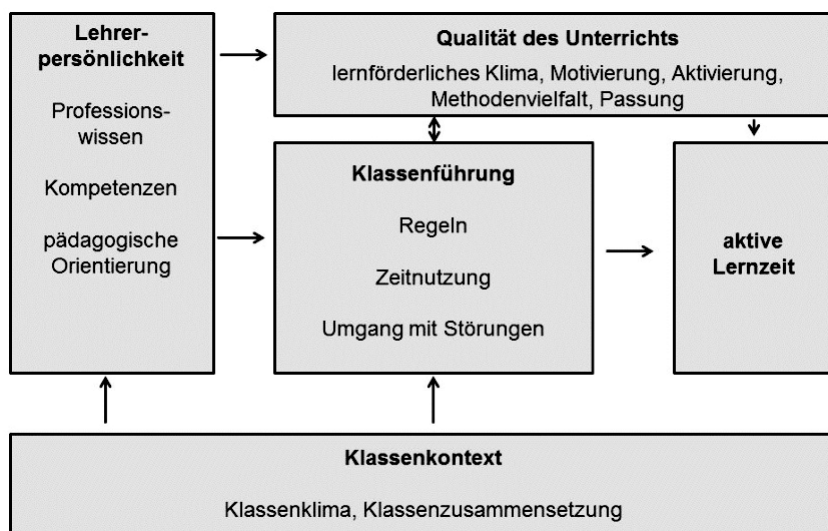 Lehrer-
persönlichkeit
Professions-
wissen
Kompetenzen
pädagogische
Orientierung
Qualität des Unterrichts
lernförderliches Klima, Motivierung, Aktivierung,
Methodenvielfalt, Passung
Klassenführung
Regeln
Zeitnutzung
Umgang mit Störungen
aktive
Lernzeit
Klassenkontext
Klassenklima, Klassenzusammensetzung